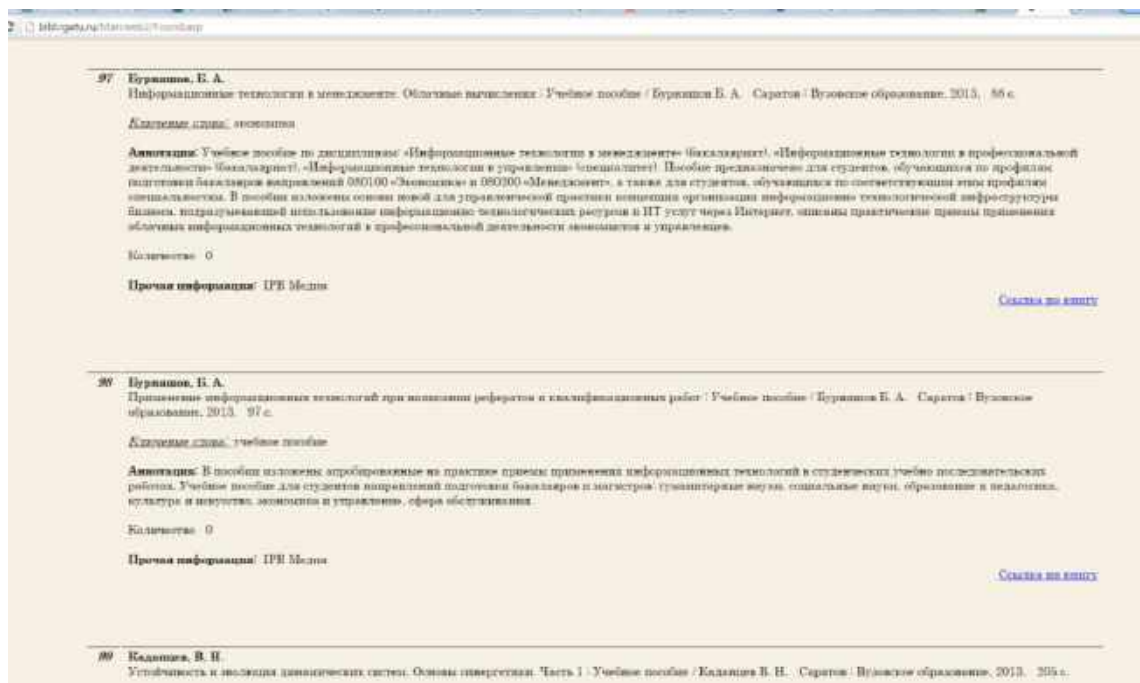 97 Бурняшов, Б. А.
Информационные технологии в менеджменте. Облачные вычисления : Учебное пособие / Бурняшов Б. А. Саратов : Вузовское образование, 2013. 86 с.
Ключевые слова: экономика
Аннотация: Учебное пособие по дисциплинам: «Информационные технологии в менеджменте» (бакалавриат), «Информационные технологии в профессиональной
деятельности» (бакалавриат), «Информационные технологии в управлении» (специалитет). Пособие предназначено для студентов, обучающихся по профилям
подготовки бакалавров направлений 080100 «Экономика» и 080200 «Менеджмент», а также для студентов, обучающихся по соответствующим этим профилям
специальностям. В пособии изложены основы новой для управленческой практики концепции организации информационно технологической инфраструктуры
бизнеса, подразумевающей использование информационно технологических ресурсов и ИТ услуг через Интернет, описаны практические приемы применения
облачных информационных технологий в профессиональной деятельности экономистов и управленцев.
Количество 0
Прочая информация: IPR Медиа
Ссылка на книгу
98 Бурняшов, Б. А.
Применение информационных технологий при написании рефератов и квалификационных работ : Учебное пособие / Бурняшов Б. А. Саратов : Вузовское
образование, 2013. 97 с.
Ключевые слова: учебное пособие
Аннотация: В пособии изложены апробированные на практике приемы применения информационных технологий в студенческих учебно исследовательских
работах. Учебное пособие для студентов направлений подготовки бакалавров и магистров: гуманитарные науки, социальные науки, образование и педагогика,
культура и искусство, экономика и управление, сфера обслуживания
Количество 0
Прочая информация: IPR Медиа
Ссылка на книгу
99 Каданцев, В. Н.
Устойчивость и эволюция динамических систем. Основы синергетики. Часть 1 : Учебное пособие / Каданцев В. Н. Саратов : Вузовское образование, 2013. 205 с.